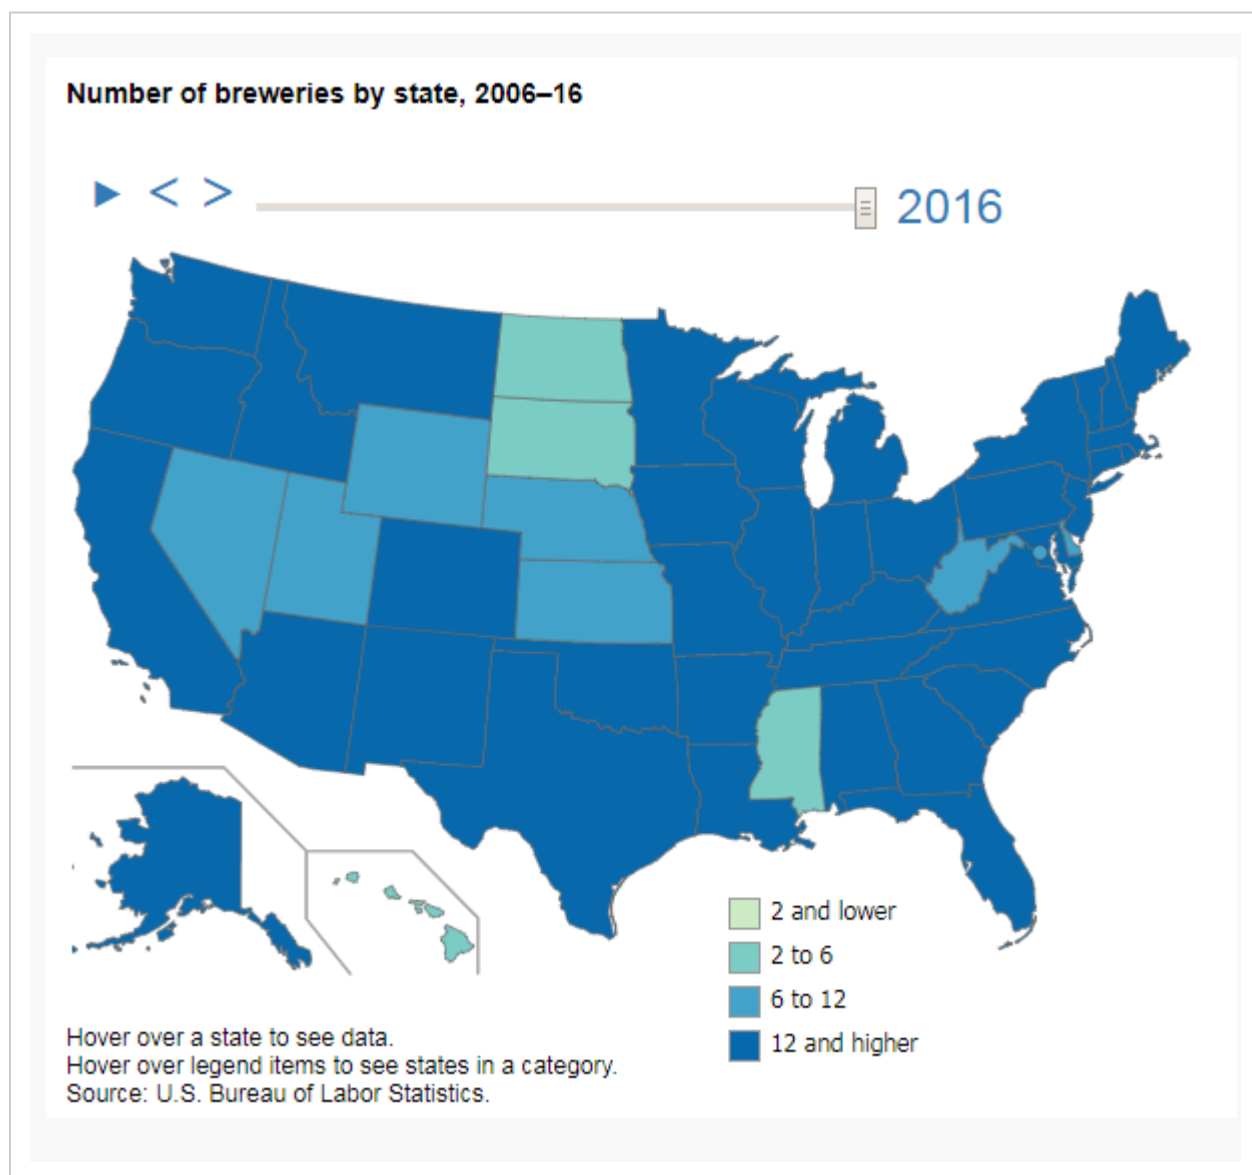 Number of breweries by state, 2006–16
2016
2 and lower
2 to 6
6 to 12
12 and higher
Hover over a state to see data.
Hover over legend items to see states in a category.
Source: U.S. Bureau of Labor Statistics.